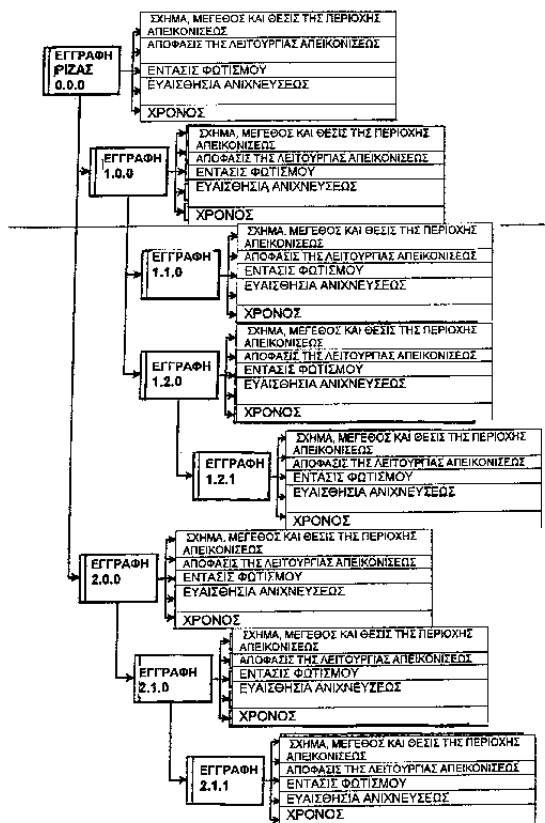 ΕΓΓΡΑΦΗ
ΡΙΖΑΣ
0.0.0
ΣΧΗΜΑ, ΜΕΓΕΘΟΣ ΚΑΙ ΘΕΣΙΣ ΤΗΣ ΠΕΡΙΟΧΗΣ
ΑΠΕΙΚΟΝΙΣΕΩΣ
ΑΠΟΦΑΣΙΣ ΤΗΣ ΛΕΙΤΟΥΡΓΙΑΣ ΑΠΕΙΚΟΝΙΣΕΩΣ
ΕΝΤΑΣΙΣ ΦΩΤΙΣΜΟΥ
ΕΥΑΙΣΘΗΣΙΑ ΑΝΙΧΝΕΥΣΕΩΣ
ΧΡΟΝΟΣ
ΕΓΓΡΑΦΗ
1.0.0
ΣΧΗΜΑ, ΜΕΓΕΘΟΣ ΚΑΙ ΘΕΣΙΣ ΤΗΣ ΠΕΡΙΟΧΗΣ
ΑΠΕΙΚΟΝΙΣΕΩΣ
ΑΠΟΦΑΣΙΣ ΤΗΣ ΛΕΙΤΟΥΡΓΙΑΣ ΑΠΕΙΚΟΝΙΣΕΩΣ
ΕΝΤΑΣΙΣ ΦΩΤΙΣΜΟΥ
ΕΥΑΙΣΘΗΣΙΑ ΑΝΙΧΝΕΥΣΕΩΣ
ΧΡΟΝΟΣ
ΕΓΓΡΑΦΗ
1.1.0
ΣΧΗΜΑ, ΜΕΓΕΘΟΣ ΚΑΙ ΘΕΣΙΣ ΤΗΣ ΠΕΡΙΟΧΗΣ
ΑΠΕΙΚΟΝΙΣΕΩΣ
ΑΠΟΦΑΣΙΣ ΤΗΣ ΛΕΙΤΟΥΡΓΙΑΣ ΑΠΕΙΚΟΝΙΣΕΩΣ
ΕΝΤΑΣΙΣ ΦΩΤΙΣΜΟΥ
ΕΥΑΙΣΘΗΣΙΑ ΑΝΙΧΝΕΥΣΕΩΣ
ΧΡΟΝΟΣ
ΕΓΓΡΑΦΗ
1.2.0
ΣΧΗΜΑ, ΜΕΓΕΘΟΣ ΚΑΙ ΘΕΣΙΣ ΤΗΣ ΠΕΡΙΟΧΗΣ
ΑΠΕΙΚΟΝΙΣΕΩΣ
ΑΠΟΦΑΣΙΣ ΤΗΣ ΛΕΙΤΟΥΡΓΙΑΣ ΑΠΕΙΚΟΝΙΣΕΩΣ
ΕΝΤΑΣΙΣ ΦΩΤΙΣΜΟΥ
ΕΥΑΙΣΘΗΣΙΑ ΑΝΙΧΝΕΥΣΕΩΣ
ΧΡΟΝΟΣ
ΕΓΓΡΑΦΗ
1.2.1
ΣΧΗΜΑ, ΜΕΓΕΘΟΣ ΚΑΙ ΘΕΣΙΣ ΤΗΣ ΠΕΡΙΟΧΗΣ
ΑΠΕΙΚΟΝΙΣΕΩΣ
ΑΠΟΦΑΣΙΣ ΤΗΣ ΛΕΙΤΟΥΡΓΙΑΣ ΑΠΕΙΚΟΝΙΣΕΩΣ
ΕΝΤΑΣΙΣ ΦΩΤΙΣΜΟΥ
ΕΥΑΙΣΘΗΣΙΑ ΑΝΙΧΝΕΥΣΕΩΣ
ΧΡΟΝΟΣ
ΕΓΓΡΑΦΗ
2.0.0
ΣΧΗΜΑ, ΜΕΓΕΘΟΣ ΚΑΙ ΘΕΣΙΣ ΤΗΣ ΠΕΡΙΟΧΗΣ
ΑΠΕΙΚΟΝΙΣΕΩΣ
ΑΠΟΦΑΣΙΣ ΤΗΣ ΛΕΙΤΟΥΡΓΙΑΣ ΑΠΕΙΚΟΝΙΣΕΩΣ
ΕΝΤΑΣΙΣ ΦΩΤΙΣΜΟΥ
ΕΥΑΙΣΘΗΣΙΑ ΑΝΙΧΝΕΥΣΕΩΣ
ΧΡΟΝΟΣ
ΕΓΓΡΑΦΗ
2.1.0
ΣΧΗΜΑ, ΜΕΓΕΘΟΣ ΚΑΙ ΘΕΣΙΣ ΤΗΣ ΠΕΡΙΟΧΗΣ
ΑΠΕΙΚΟΝΙΣΕΩΣ
ΑΠΟΦΑΣΙΣ ΤΗΣ ΛΕΙΤΟΥΡΓΙΑΣ ΑΠΕΙΚΟΝΙΣΕΩΣ
ΕΝΤΑΣΙΣ ΦΩΤΙΣΜΟΥ
ΕΥΑΙΣΘΗΣΙΑ ΑΝΙΧΝΕΥΣΕΩΣ
ΧΡΟΝΟΣ
ΕΓΓΡΑΦΗ
2.1.1
ΣΧΗΜΑ, ΜΕΓΕΘΟΣ ΚΑΙ ΘΕΣΙΣ ΤΗΣ ΠΕΡΙΟΧΗΣ
ΑΠΕΙΚΟΝΙΣΕΩΣ
ΑΠΟΦΑΣΙΣ ΤΗΣ ΛΕΙΤΟΥΡΓΙΑΣ ΑΠΕΙΚΟΝΙΣΕΩΣ
ΕΝΤΑΣΙΣ ΦΩΤΙΣΜΟΥ
ΕΥΑΙΣΘΗΣΙΑ ΑΝΙΧΝΕΥΣΕΩΣ
ΧΡΟΝΟΣ